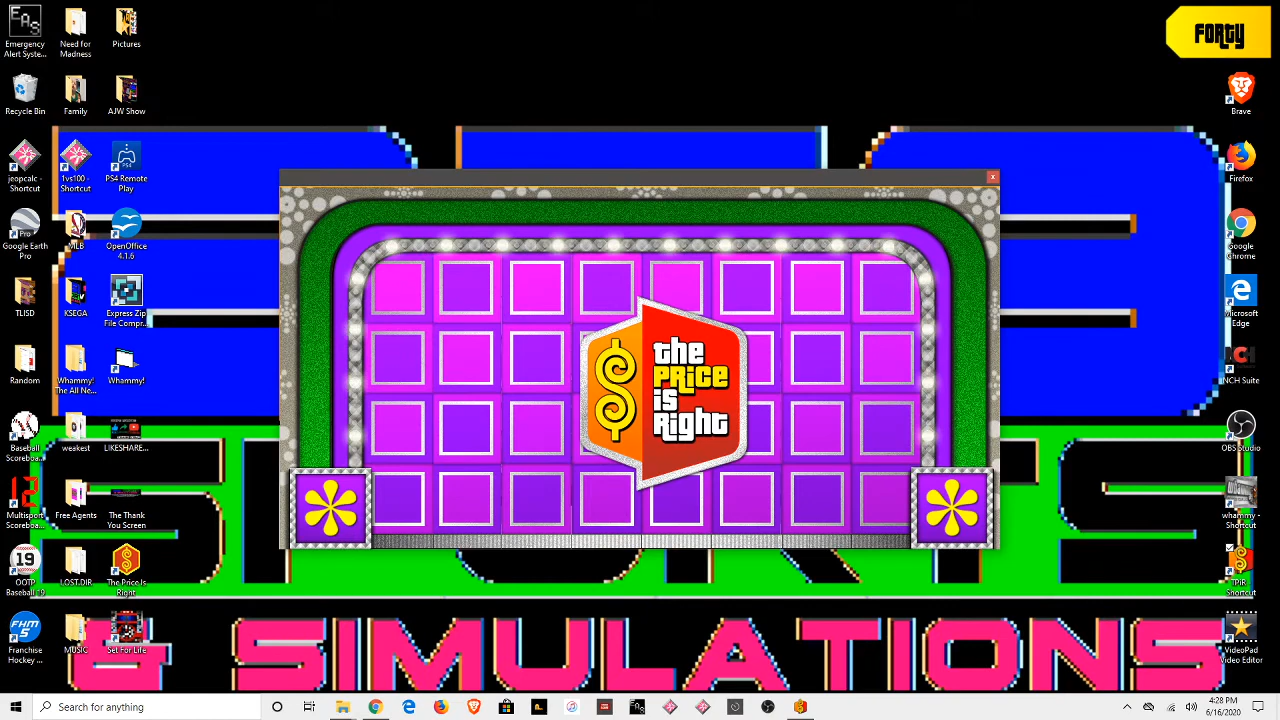 FORTY
Emergency
Alert Syste...
Need for
Madness
Pictures
Recycle Bin
Family
AJW Show
Brave
jeopcalc -
Shortcut
1vs100 -
Shortcut
PS4 Remote
Play
Firefox
Google Earth
Pro
MLB
OpenOffice
4.1.6
Google
Chrome
TLISD
KSEGA
Express Zip
File Compr...
Microsoft
Edge
Random
Whammy!
The All Ne...
Whammy!
NCH Suite
the
PRiCE
is
Right
Baseball
Scoreboa...
weakest
LIKESHARE...
OBS Studio
12
Multisport
Scoreboa...
Free Agents
The Thank
You Screen
whammy -
Shortcut
19
OOTP
Baseball 19
LOST.DIR
The Price Is
Right
TPiR
Shortcut
FHM5
Franchise
Hockey ...
MUSIC
Set For Life
VideoPad
Video Editor
& SIMULATIONS
Search for anything
4:28 PM
6/16/2020